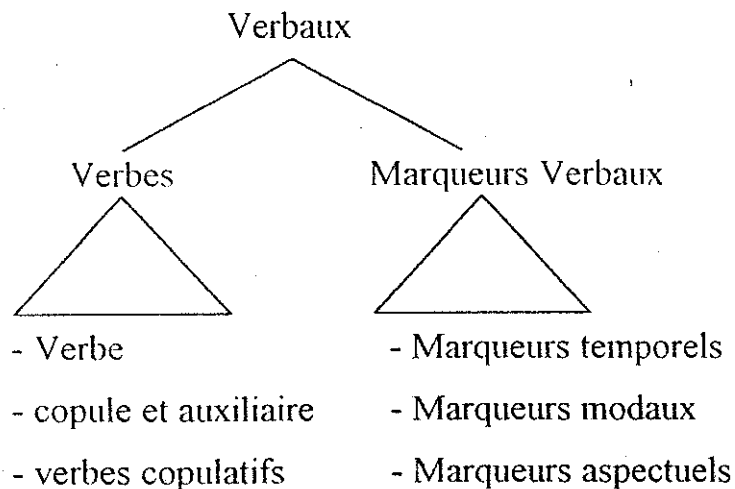 Verbaux
Verbes Marqueurs Verbaux
- Verbe - Marqueurs temporels
- copule et auxiliaire - Marqueurs modaux
- verbes copulatifs - Marqueurs aspectuels